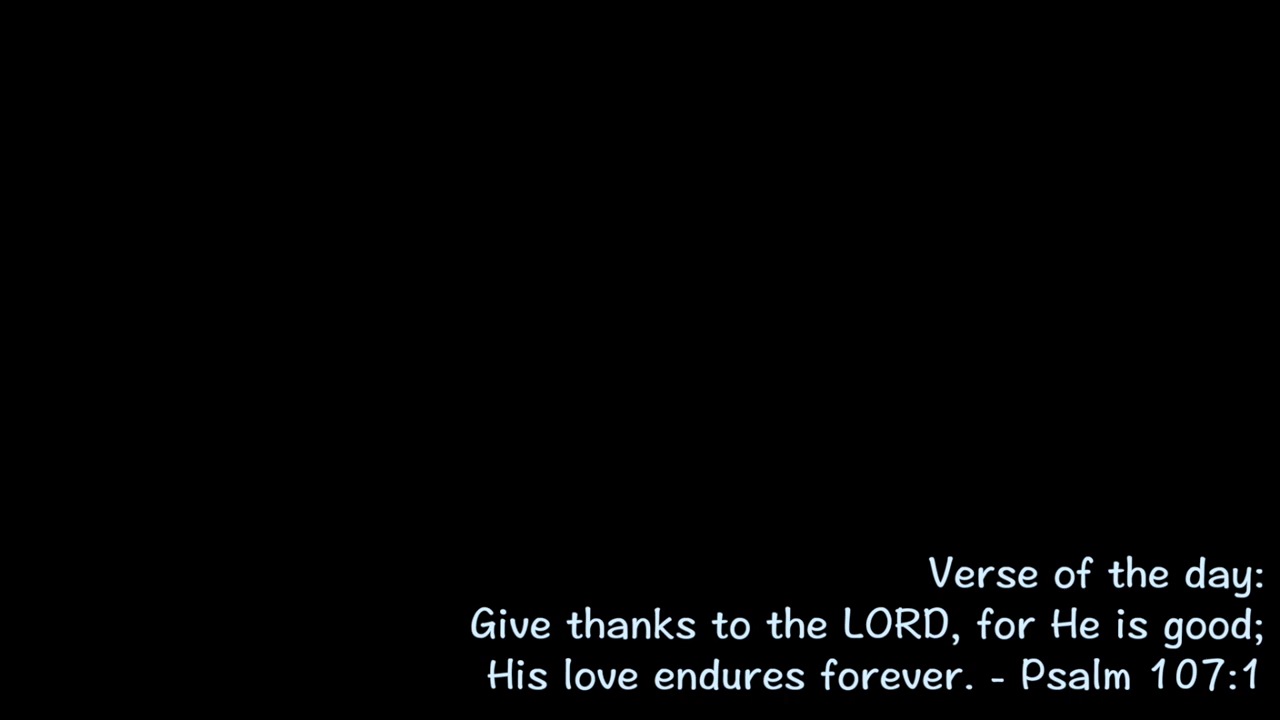 Verse of the day:
Give thanks to the LORD, for He is good;
His love endures forever. - Psalm 107:1